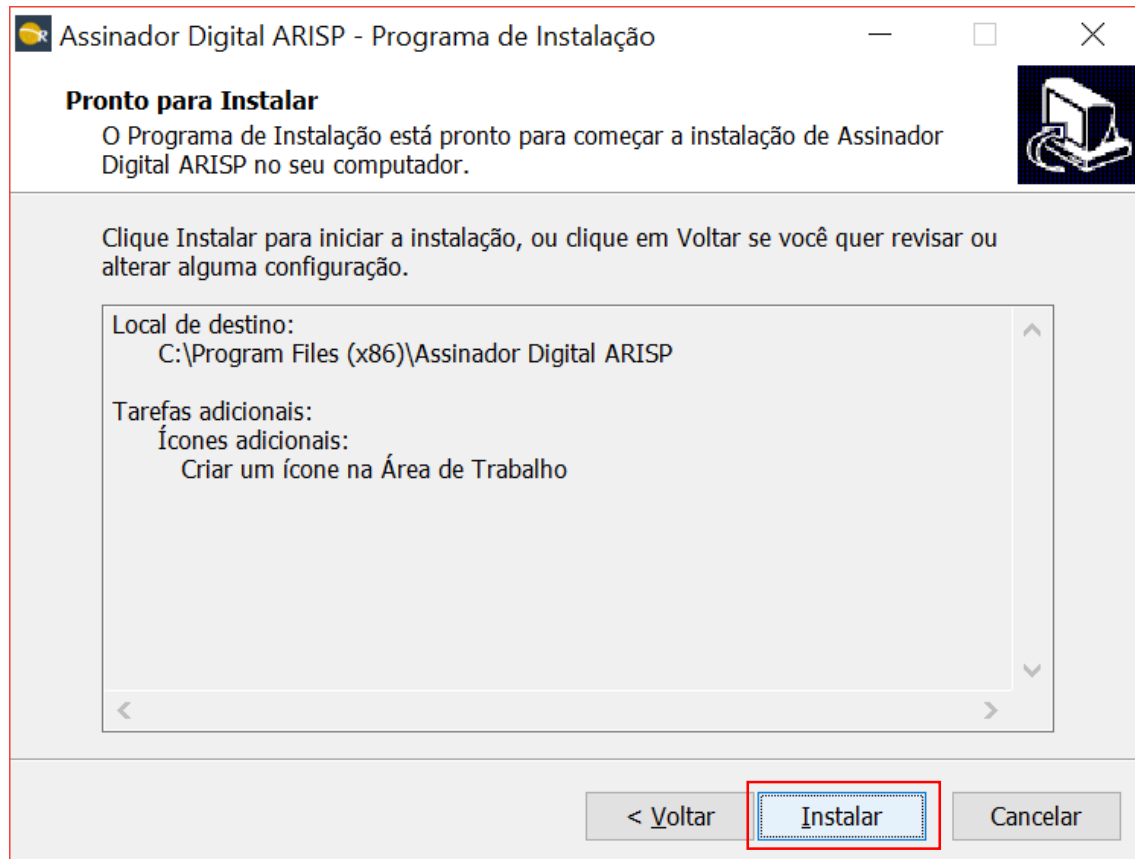 Assinador Digital ARISP - Programa de Instalação
Pronto para Instalar
O Programa de Instalação está pronto para começar a instalação de Assinador
Digital ARISP no seu computador.
Clique Instalar para iniciar a instalação, ou clique em Voltar se você quer revisar ou
alterar alguma configuração.
Local de destino:
C:\Program Files (x86)\Assinador Digital ARISP
Tarefas adicionais:
Ícones adicionais:
Criar um ícone na Área de Trabalho
< Voltar
Instalar
Cancelar